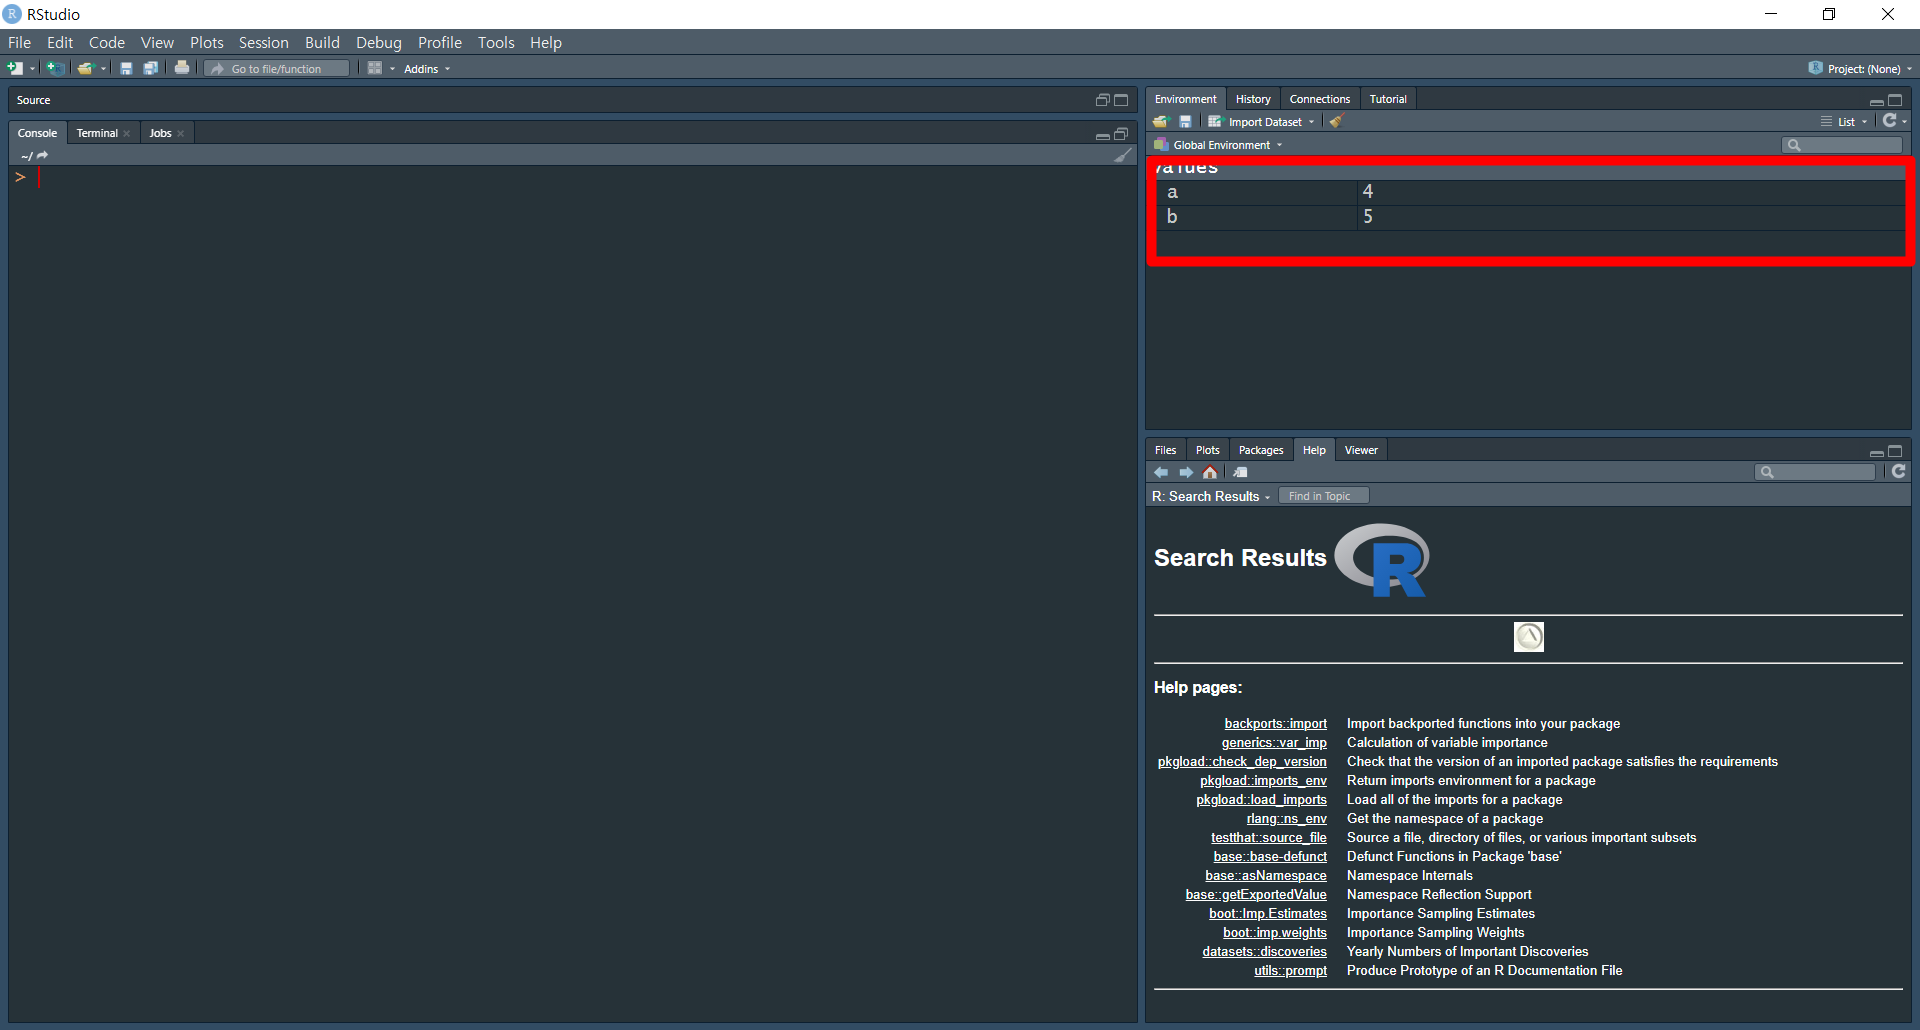 RStudio
File Edit Code View Plots Session Build Debug Profile Tools Help
Go to file/function Addins Project: (None)
Source
Console Terminal Jobs
~/
>
Environment History Connections Tutorial
Import Dataset List
Global Environment
Values
a 4
b 5
Files Plots Packages Help Viewer
R: Search Results Find in Topic
Search Results R
Help pages:
backports::import Import backported functions into your package
generics::var_imp Calculation of variable importance
pkgload::check_dep_version Check that the version of an imported package satisfies the requirements
pkgload::imports_env Return imports environment for a package
pkgload::load_imports Load all of the imports for a package
rlang::ns_env Get the namespace of a package
testthat::source_file Source a file, directory of files, or various important subsets
base::base-defunct Defunct Functions in Package 'base'
base::asNamespace Namespace Internals
base::getExportedValue Namespace Reflection Support
boot::Imp.Estimates Importance Sampling Estimates
boot::imp.weights Importance Sampling Weights
datasets::discoveries Yearly Numbers of Important Discoveries
utils::prompt Produce Prototype of an R Documentation File